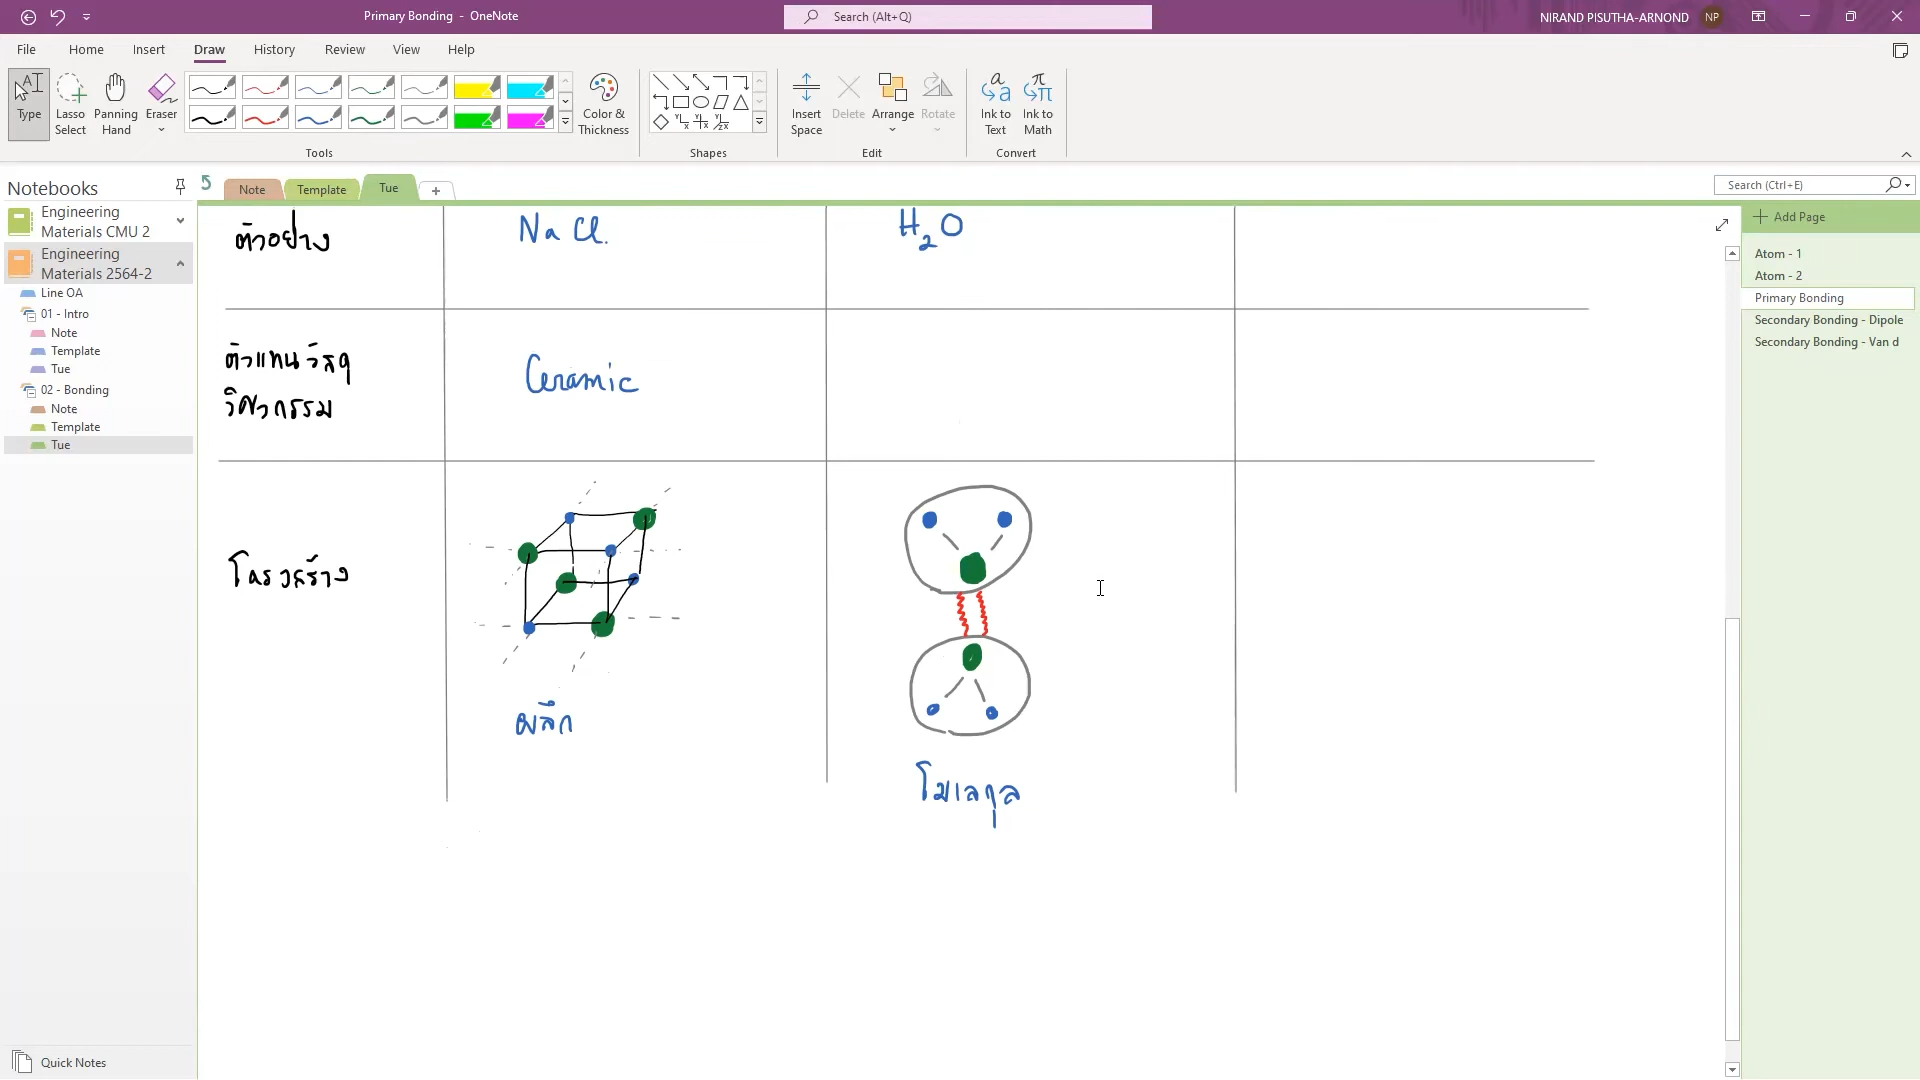 Primary Bonding - OneNote
Search (Alt+Q)
NIRAND PISUTHA-ARNOND
NP
File
Home
Insert
Draw
History
Review
View
Help
Type
Lasso
Select
Panning
Hand
Eraser
Color &
Thickness
Insert
Space
Delete
Arrange
Rotate
Ink to
Text
Ink to
Math
Tools
Shapes
Edit
Convert
Notebooks
Note
Template
Tue
Search (Ctrl+E)
Engineering
Materials CMU 2
Engineering
Materials 2564-2
Line OA
01 - Intro
Note
Template
Tue
02 - Bonding
Note
Template
Tue
Quick Notes
Add Page
Atom - 1
Atom - 2
Primary Bonding
Secondary Bonding - Dipole
Secondary Bonding - Van d
ตัวอย่าง
NaCl.
H2O
ตัวแทนวัสดุ
วิศวกรรม
Ceramic
โครงสร้าง
ผลึก
โมเลกุล